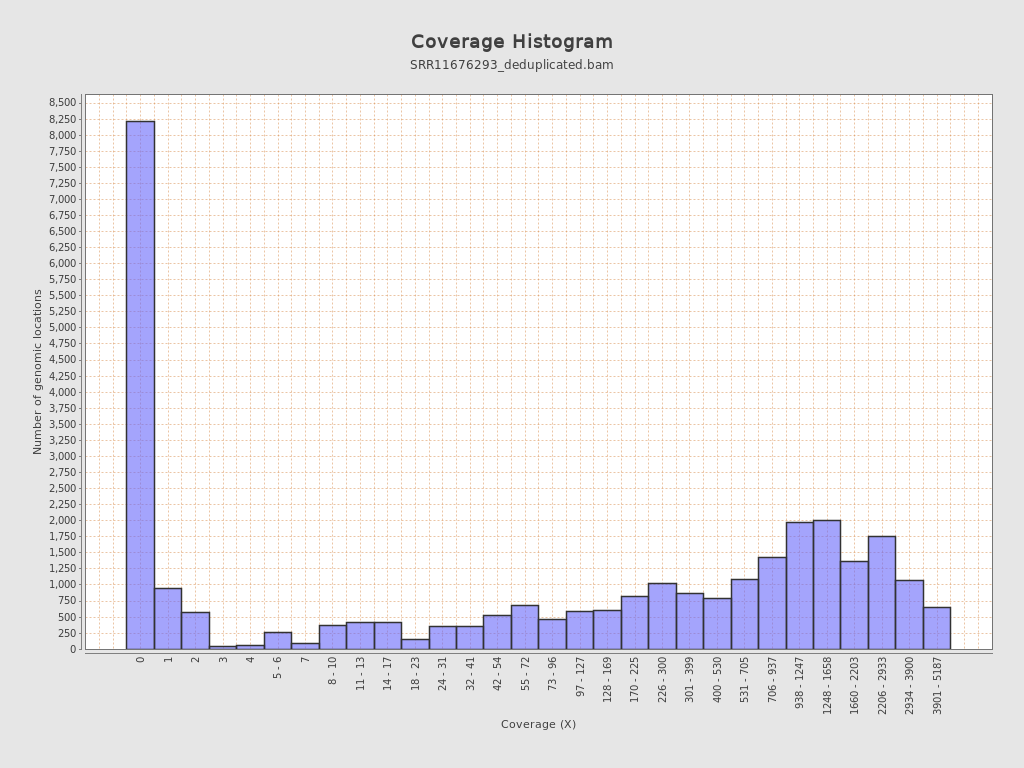 Coverage Histogram
SRR11676293_deduplicated.bam
Number of genomic locations
8,500
8,250
8,000
7,750
7,500
7,250
7,000
6,750
6,500
6,250
6,000
5,750
5,500
5,250
5,000
4,750
4,500
4,250
4,000
3,750
3,500
3,250
3,000
2,750
2,500
2,250
2,000
1,750
1,500
1,250
1,000
750
500
250
0
0
1
2
3
4
5 - 6
7
8 - 10
11 - 13
14 - 17
18 - 23
24 - 31
32 - 41
42 - 54
55 - 72
73 - 96
97 - 127
128 - 169
170 - 225
226 - 300
301 - 399
400 - 530
531 - 705
706 - 937
938 - 1247
1248 - 1658
1660 - 2203
2206 - 2933
2934 - 3900
3901 - 5187
Coverage (X)